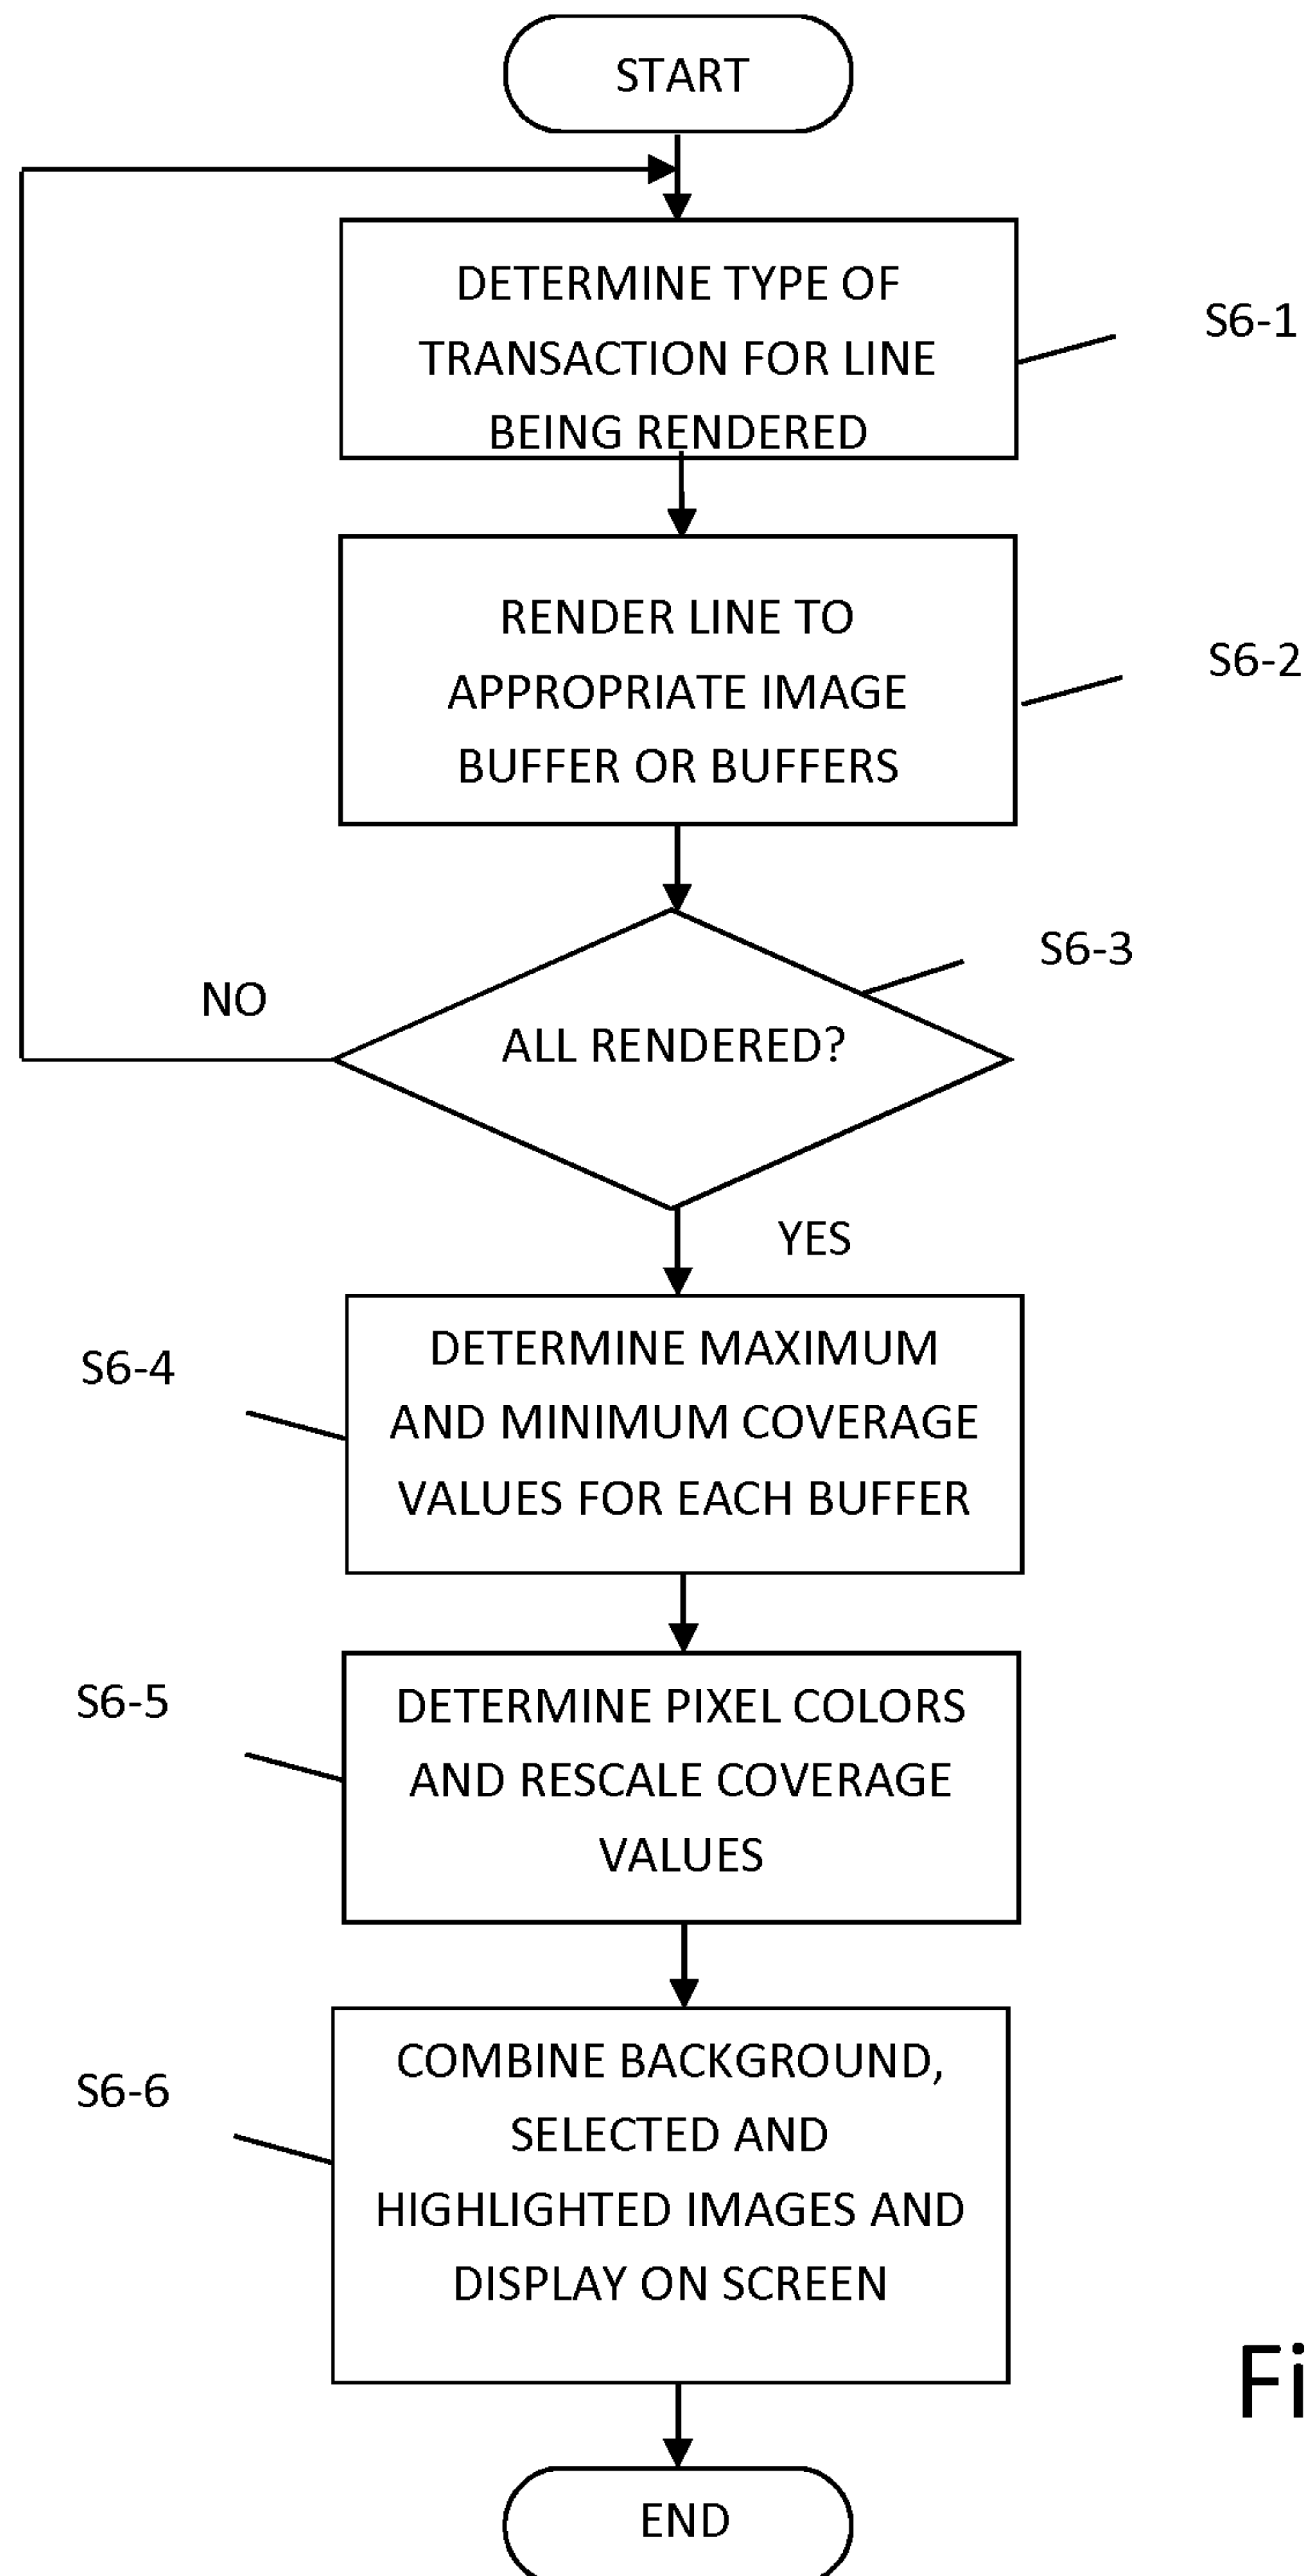 START
DETERMINE TYPE OF
TRANSACTION FOR LINE
BEING RENDERED
S6-1
RENDER LINE TO
APPROPRIATE IMAGE
BUFFER OR BUFFERS
S6-2
S6-3
NO
ALL RENDERED?
YES
S6-4
DETERMINE MAXIMUM
AND MINIMUM COVERAGE
VALUES FOR EACH BUFFER
S6-5
DETERMINE PIXEL COLORS
AND RESCALE COVERAGE
VALUES
S6-6
COMBINE BACKGROUND,
SELECTED AND
HIGHLIGHTED IMAGES AND
DISPLAY ON SCREEN
Fi
END